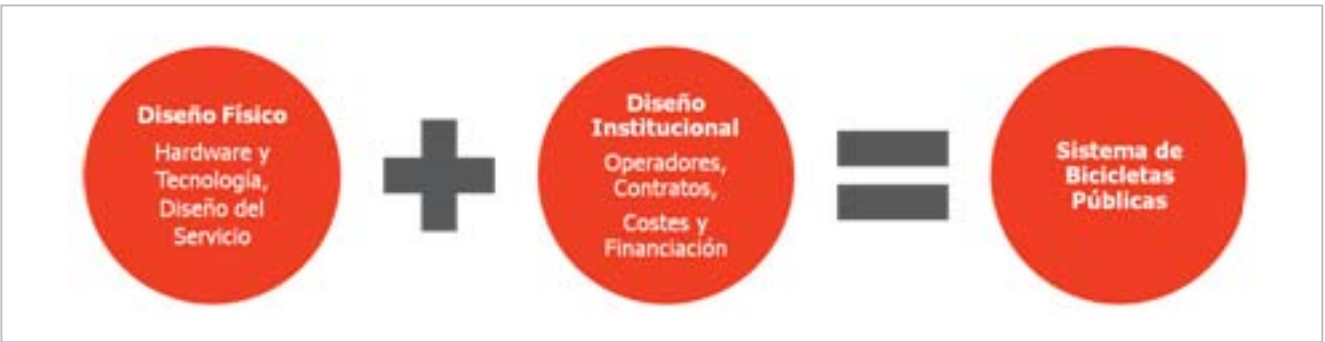 Diseño Físico
Hardware y
Tecnología,
Diseño del
Servicio
Diseño
Institucional
Operadores,
Contratos,
Costes y
Financiación
Sistema de
Bicicletas
Públicas